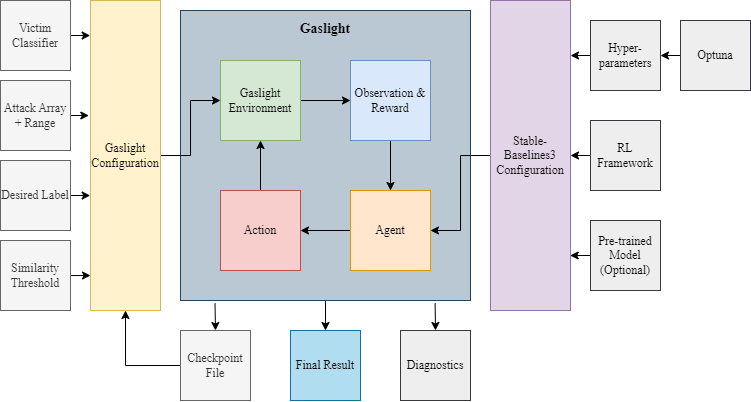 Victim
Classifier
Attack Array
+ Range
Desired Label
Similarity
Threshold
Gaslight
Configuration
Gaslight
Gaslight
Environment
Observation &
Reward
Action
Agent
Stable-
Baselines3
Configuration
Hyper-
parameters
Optuna
RL
Framework
Pre-trained
Model
(Optional)
Checkpoint
File
Final Result
Diagnostics